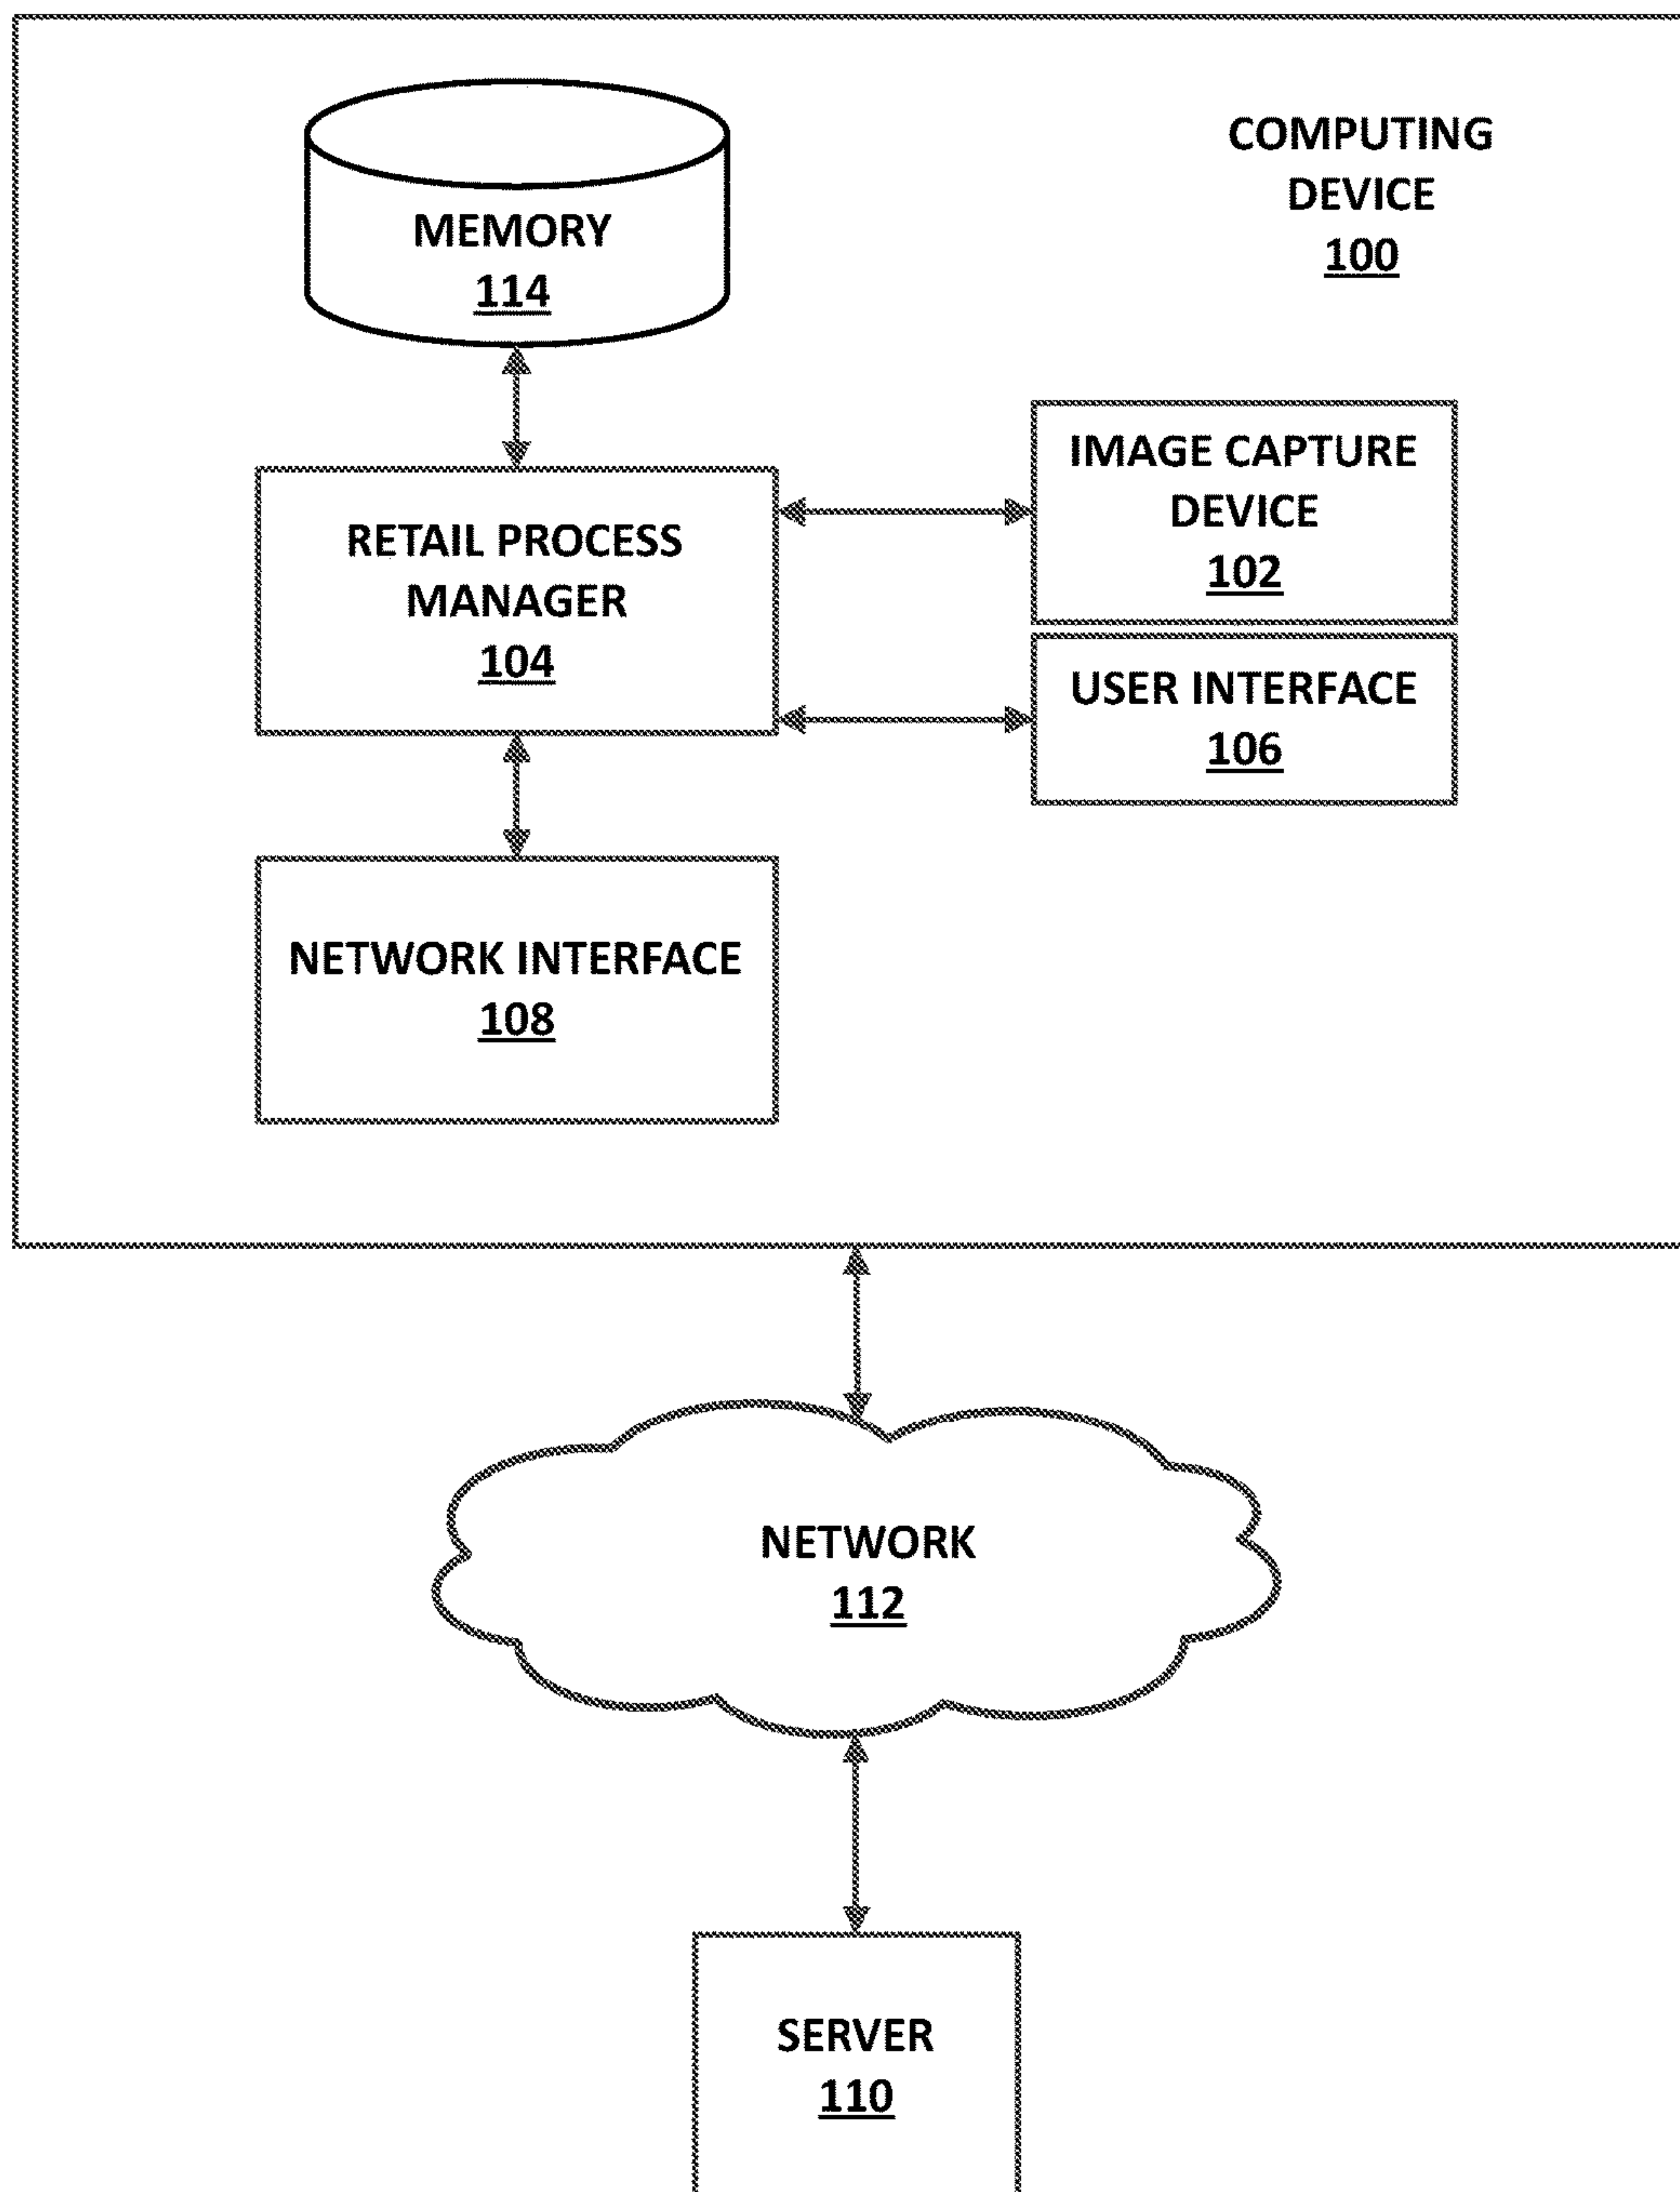 COMPUTING
DEVICE
100
MEMORY
114
IMAGE CAPTURE
DEVICE
102
RETAIL PROCESS
MANAGER
104
USER INTERFACE
106
NETWORK INTERFACE
108
NETWORK
112
SERVER
110